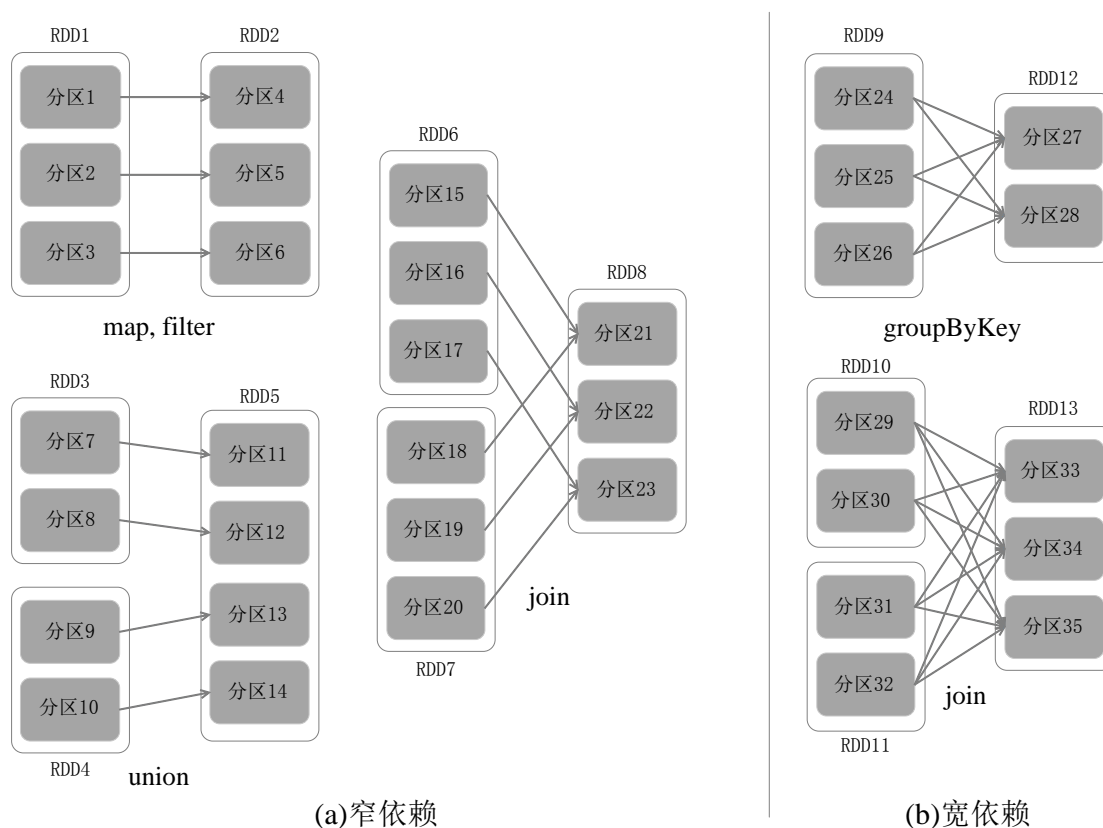 RDD1
分区1
分区2
分区3
RDD2
分区4
分区5
分区6
map, filter
RDD3
分区7
分区8
分区9
分区10
RDD4
RDD5
分区11
分区12
分区13
分区14
union
RDD6
分区15
分区16
分区17
分区18
分区19
分区20
RDD7
RDD8
分区21
分区22
分区23
join
(a)窄依赖
RDD9
分区24
分区25
分区26
RDD12
分区27
分区28
groupByKey
RDD10
分区29
分区30
分区31
分区32
RDD11
RDD13
分区33
分区34
分区35
join
(b)宽依赖